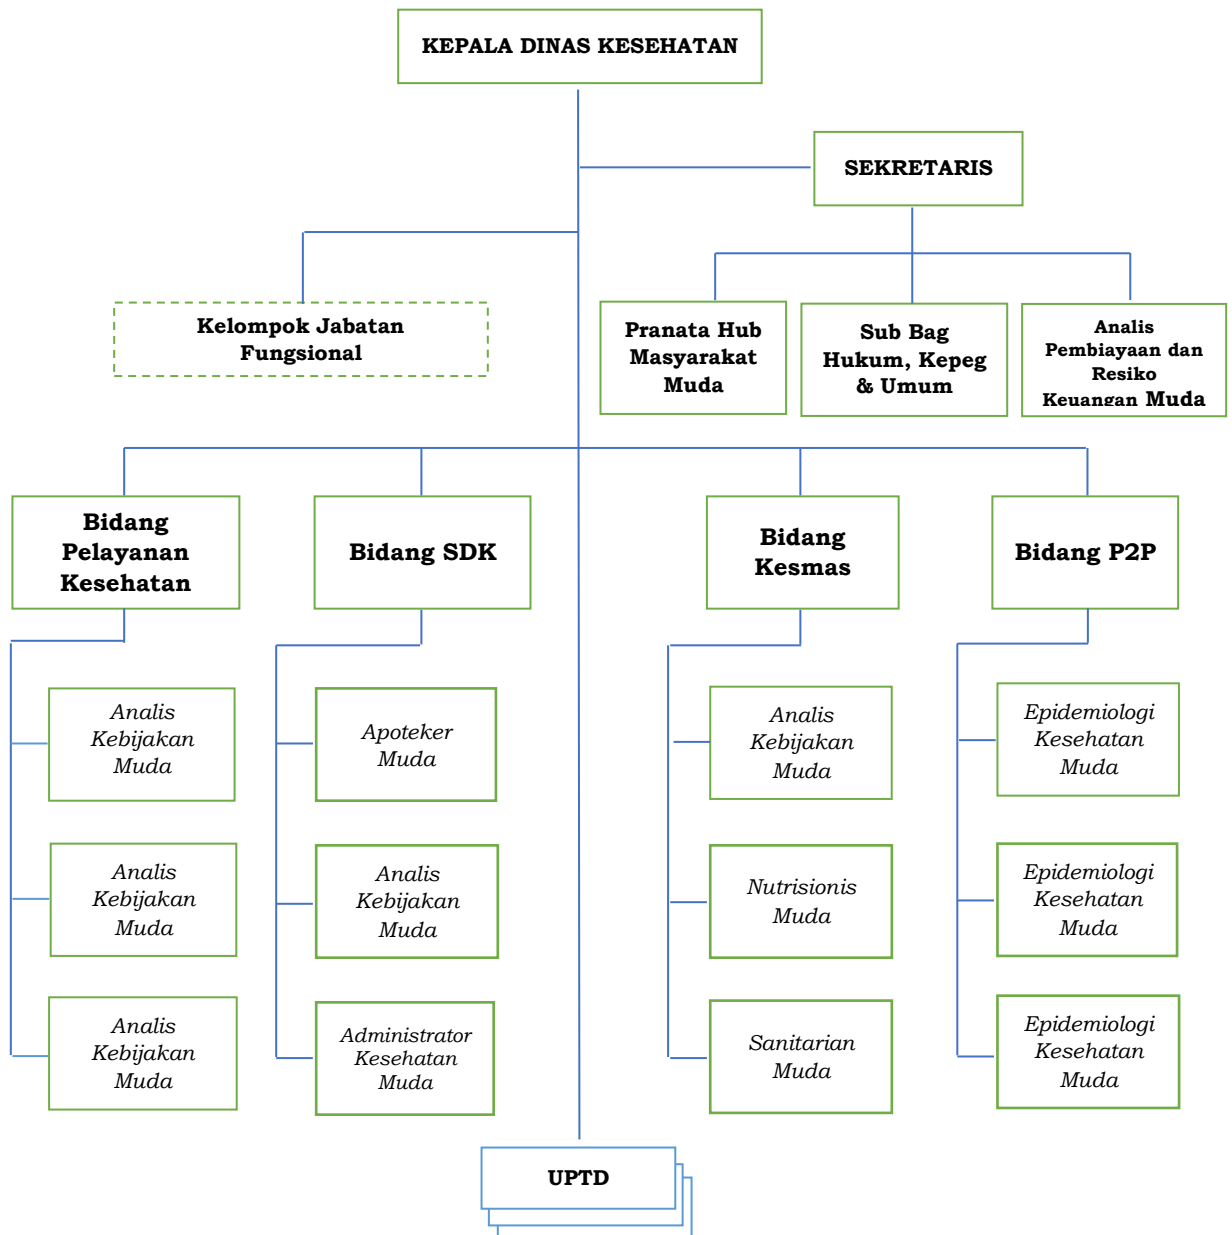 KEPALA DINAS KESEHATAN
SEKRETARIS
Kelompok Jabatan
Fungsional
Pranata Hub
Masyarakat
Muda
Sub Bag
Hukum, Kepeg
& Umum
Analis
Pembiayaan dan
Resiko
Keuangan Muda
Bidang
Pelayanan
Kesehatan
Bidang SDK
Bidang
Kesmas
Bidang P2P
Analis
Kebijakan
Muda
Apoteker
Muda
Analis
Kebijakan
Muda
Epidemiologi
Kesehatan
Muda
Analis
Kebijakan
Muda
Analis
Kebijakan
Muda
Nutrisionis
Muda
Epidemiologi
Kesehatan
Muda
Analis
Kebijakan
Muda
Administrator
Kesehatan
Muda
Sanitarian
Muda
Epidemiologi
Kesehatan
Muda
UPTD